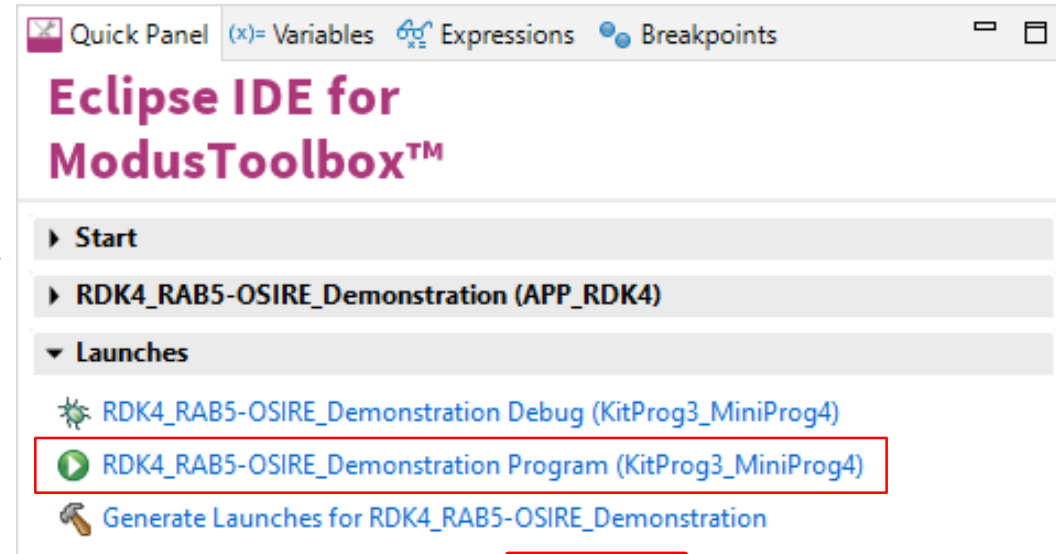 Quick Panel (x)= Variables Expressions Breakpoints
Eclipse IDE for
ModusToolbox™
Start
RDK4_RAB5-OSIRE_Demonstration (APP_RDK4)
Launches
RDK4_RAB5-OSIRE_Demonstration Debug (KitProg3_MiniProg4)
RDK4_RAB5-OSIRE_Demonstration Program (KitProg3_MiniProg4)
Generate Launches for RDK4_RAB5-OSIRE_Demonstration